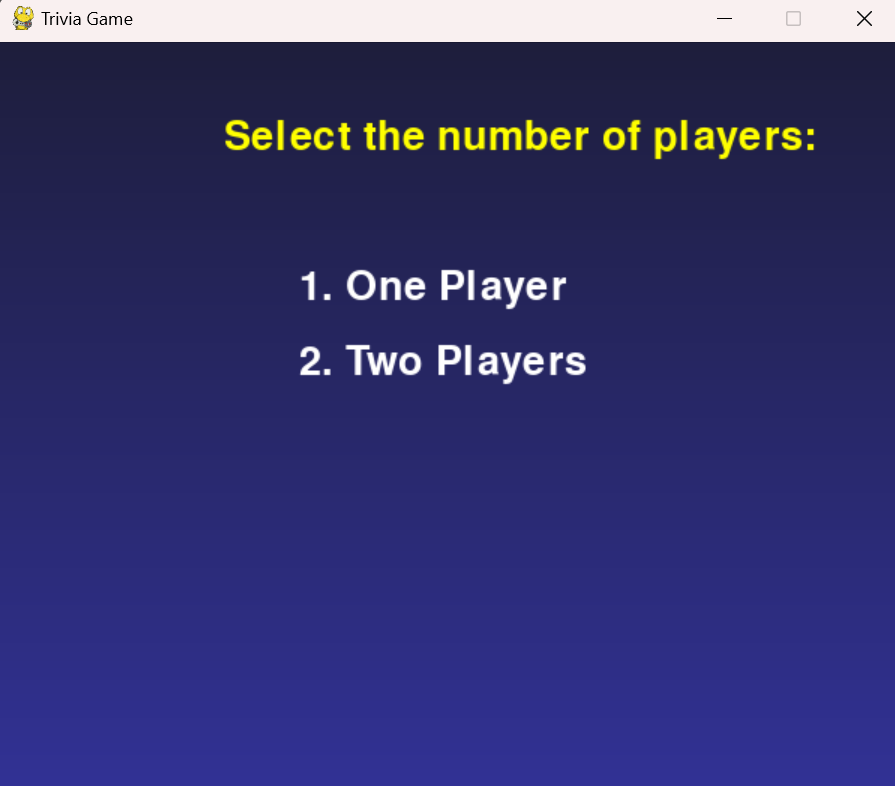 Trivia Game
Select the number of players:
1. One Player
2. Two Players